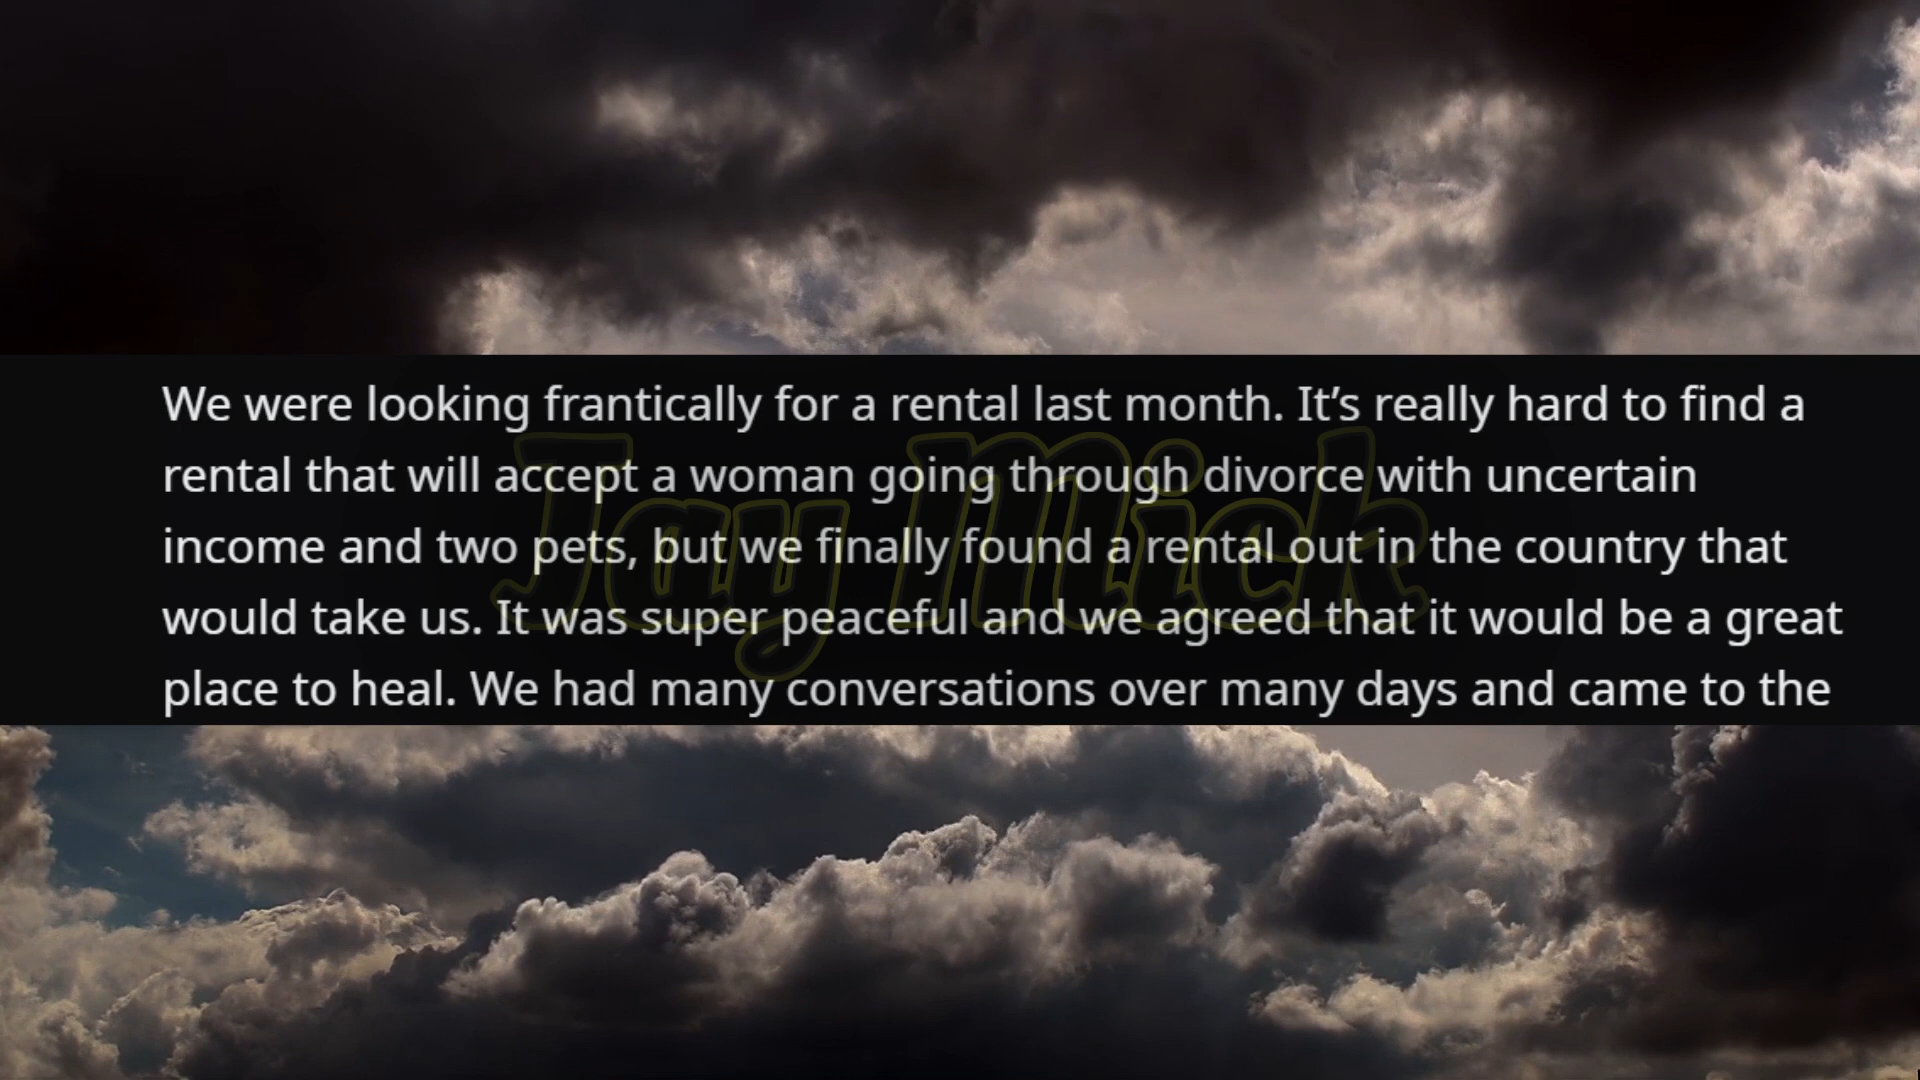 We were looking frantically for a rental last month. It’s really hard to find a
rental that will accept a woman going through divorce with uncertain
income and two pets, but we finally found a rental out in the country that
would take us. It was super peaceful and we agreed that it would be a great
place to heal. We had many conversations over many days and came to the
Jay Mick